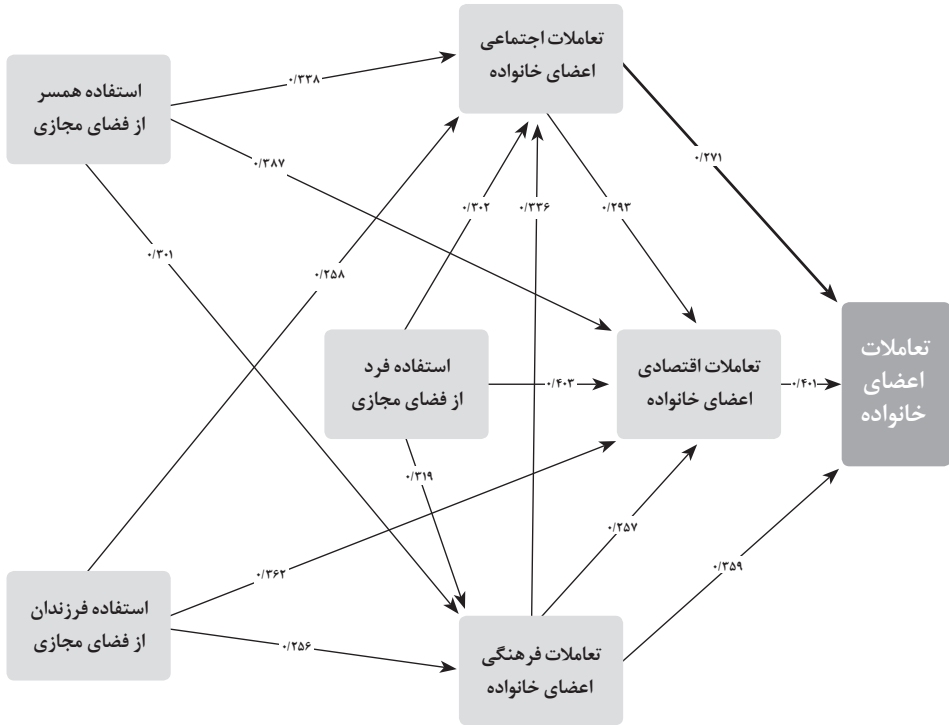 تعاملات اجتماعی
اعضای خانواده
استفاده همسر
از فضای مجازی
۰/۳۳۸
۰/۲۷۱
۰/۳۸۷
۰/۳۰۲
۰/۳۳۶
۰/۲۹۳
۰/۳۰۱
۰/۲۵۸
استفاده فرد
از فضای مجازی
۰/۴۰۳
تعاملات اقتصادی
اعضای خانواده
۰/۴۰۱
تعاملات
اعضای
خانواده
۰/۳۱۹
۰/۲۵۷
۰/۳۶۲
۰/۳۵۹
استفاده فرزندان
از فضای مجازی
۰/۲۵۶
تعاملات فرهنگی
اعضای خانواده